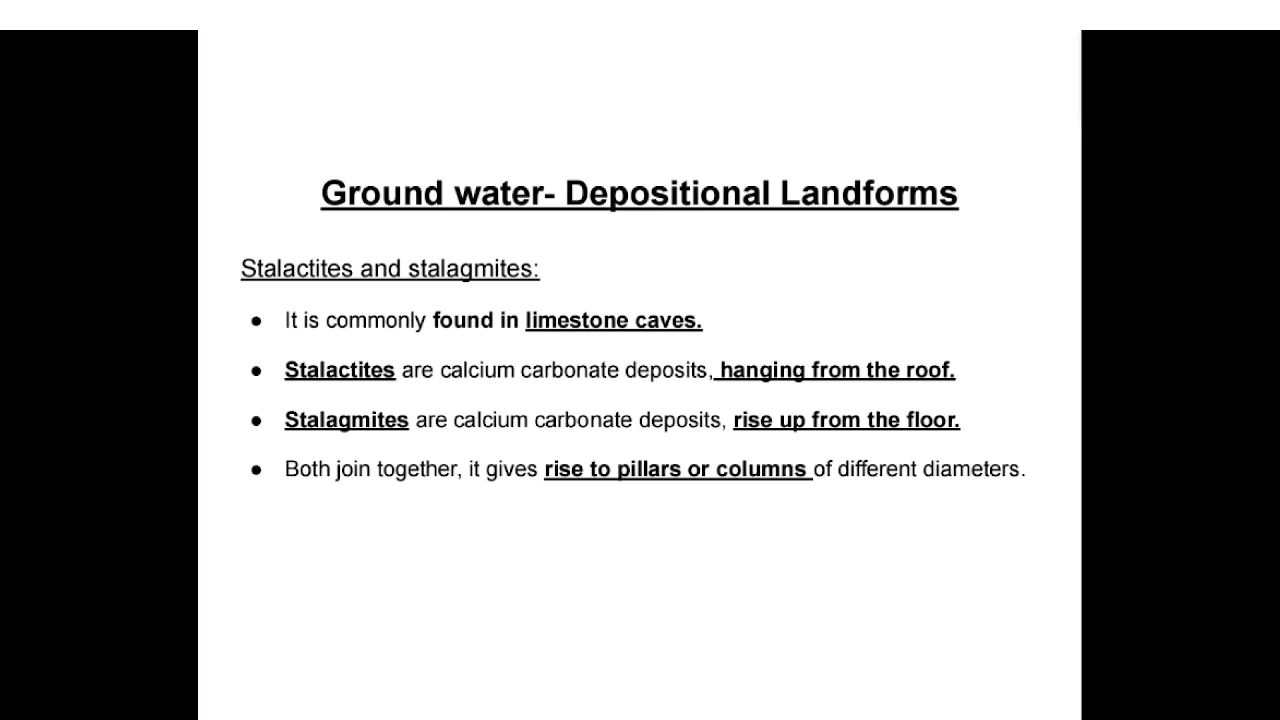 Ground water- Depositional Landforms
Stalactites and stalagmites:
● It is commonly found in limestone caves.
● Stalactites are calcium carbonate deposits, hanging from the roof.
● Stalagmites are calcium carbonate deposits, rise up from the floor.
● Both join together, it gives rise to pillars or columns of different diameters.